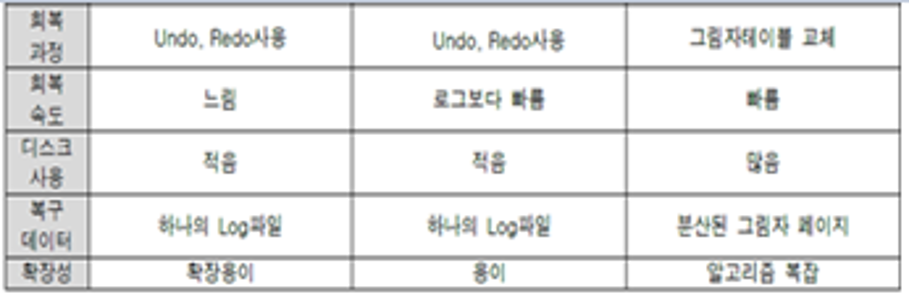 회복
과정
Undo, Redo사용
Undo, Redo사용
그림자테이블 교체
회복
속도
느림
로그보다 빠름
빠름
디스크
사용
적음
적음
많음
복구
데이터
하나의 Log파일
하나의 Log파일
분산된 그림자 페이지
확장성
확장용이
용이
알고리즘 복잡